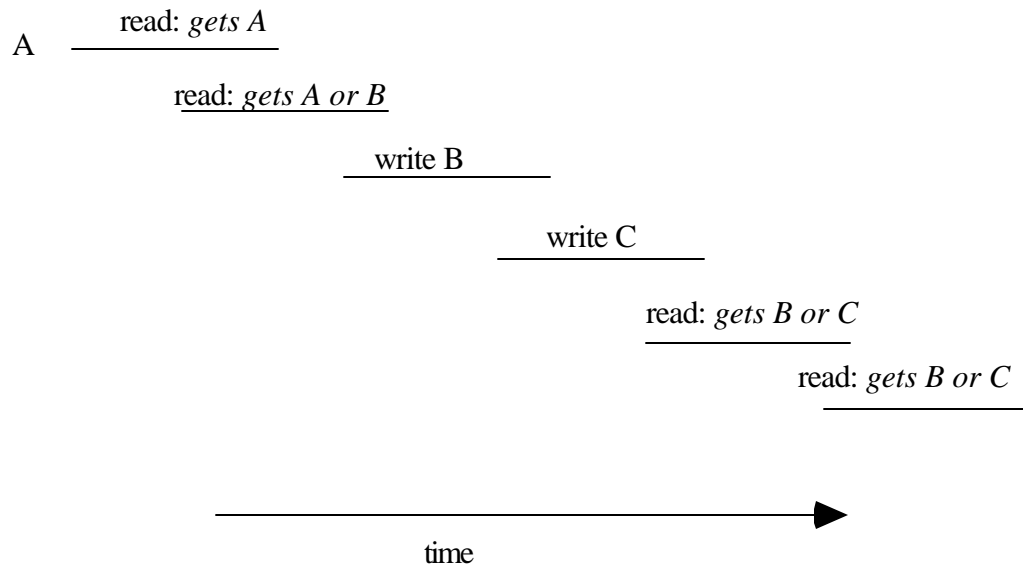 read: gets A
A
read: gets A or B
write B
write C
read: gets B or C
read: gets B or C
time